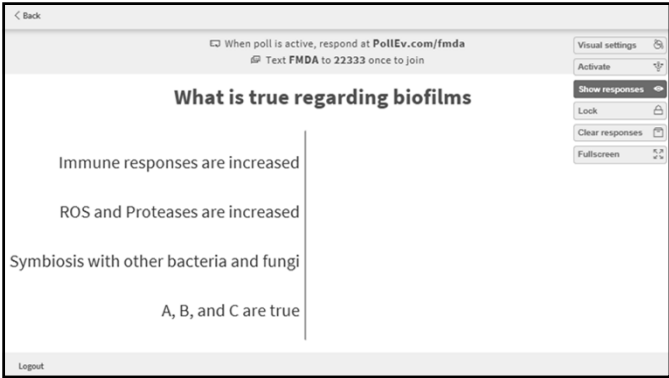 Back
When poll is active, respond at PollEv.com/fmda
Text FMDA to 22333 once to join
Visual settings
Activate
Show responses
Lock
Clear responses
Fullscreen
What is true regarding biofilms
Immune responses are increased
ROS and Proteases are increased
Symbiosis with other bacteria and fungi
A, B, and C are true
Logout